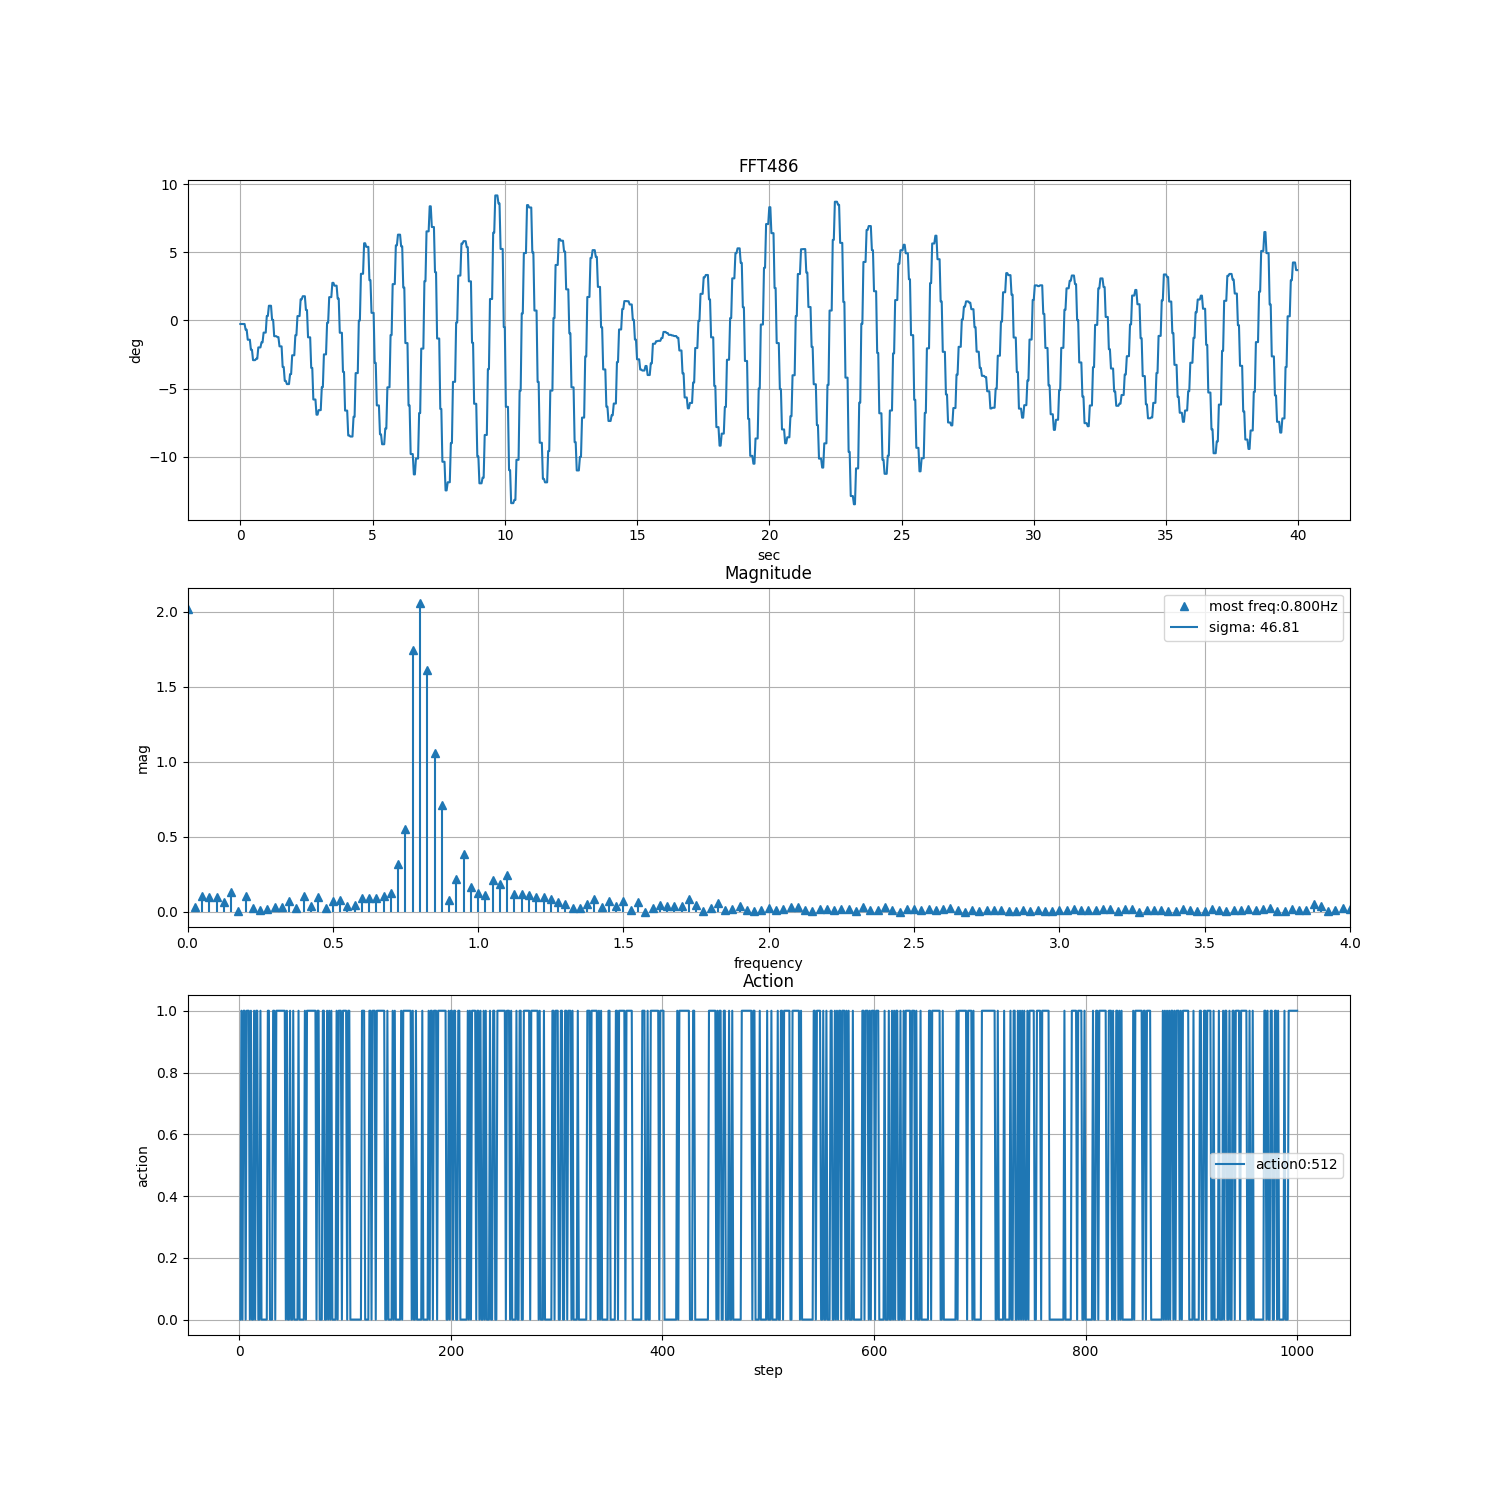 FFT486
10
5
0
−5
−10
deg
0 5 10 15 20 25 30 35 40
sec
Magnitude
most freq:0.800Hz
sigma: 46.81
2.0
1.5
1.0
0.5
0.0
mag
0.0 0.5 1.0 1.5 2.0 2.5 3.0 3.5 4.0
frequency
Action
1.0
0.8
0.6
0.4
0.2
0.0
action
action0:512
0 200 400 600 800 1000
step